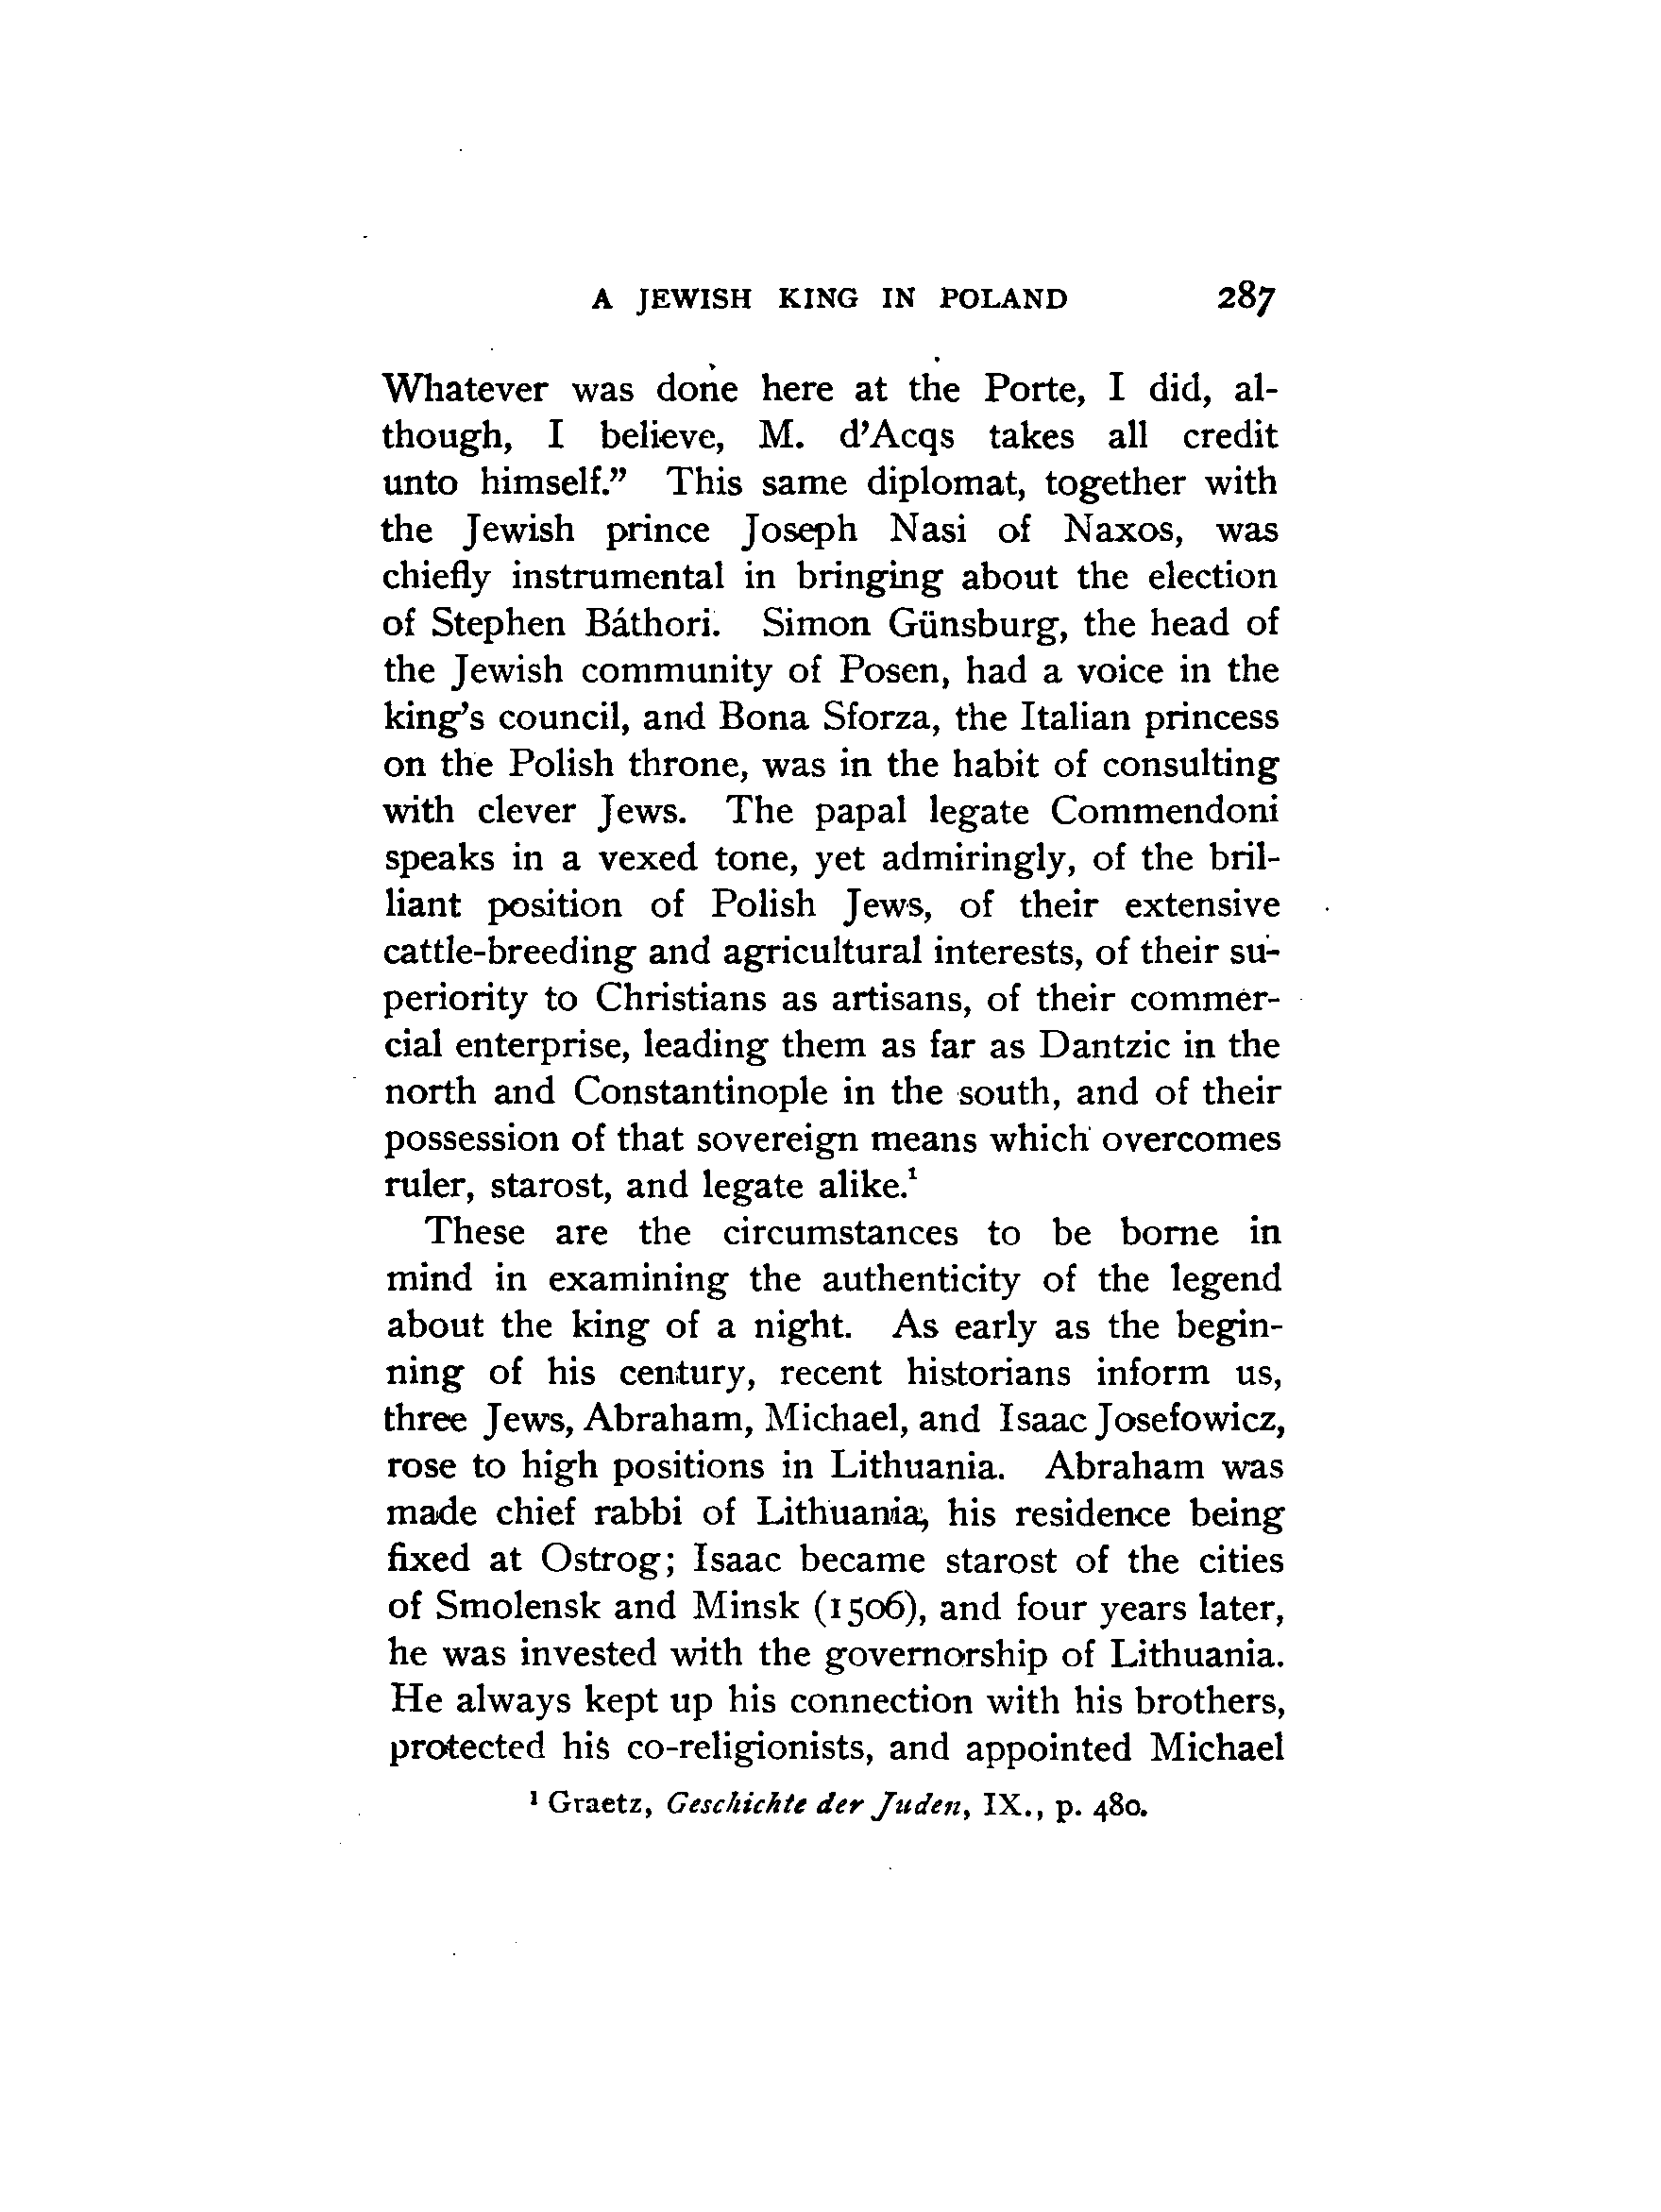 A JEWISH KING IN POLAND 287
Whatever was done here at the Porte, I did, al-
though, I believe, M. d’Acqs takes all credit
unto himself.” This same diplomat, together with
the Jewish prince Joseph Nasi of Naxos, was
chiefly instrumental in bringing about the election
of Stephen Báthori. Simon Günsburg, the head of
the Jewish community of Posen, had a voice in the
king’s council, and Bona Sforza, the Italian princess
on the Polish throne, was in the habit of consulting
with clever Jews. The papal legate Commendoni
speaks in a vexed tone, yet admiringly, of the bril-
liant position of Polish Jews, of their extensive
cattle-breeding and agricultural interests, of their su-
periority to Christians as artisans, of their commer-
cial enterprise, leading them as far as Dantzic in the
north and Constantinople in the south, and of their
possession of that sovereign means which overcomes
ruler, starost, and legate alike.¹
These are the circumstances to be borne in
mind in examining the authenticity of the legend
about the king of a night. As early as the begin-
ning of his century, recent historians inform us,
three Jews, Abraham, Michael, and Isaac Josefowicz,
rose to high positions in Lithuania. Abraham was
made chief rabbi of Lithuania, his residence being
fixed at Ostrog; Isaac became starost of the cities
of Smolensk and Minsk (1506), and four years later,
he was invested with the governorship of Lithuania.
He always kept up his connection with his brothers,
protected his co-religionists, and appointed Michael
¹ Graetz, Geschichte der Juden, IX., p. 480.